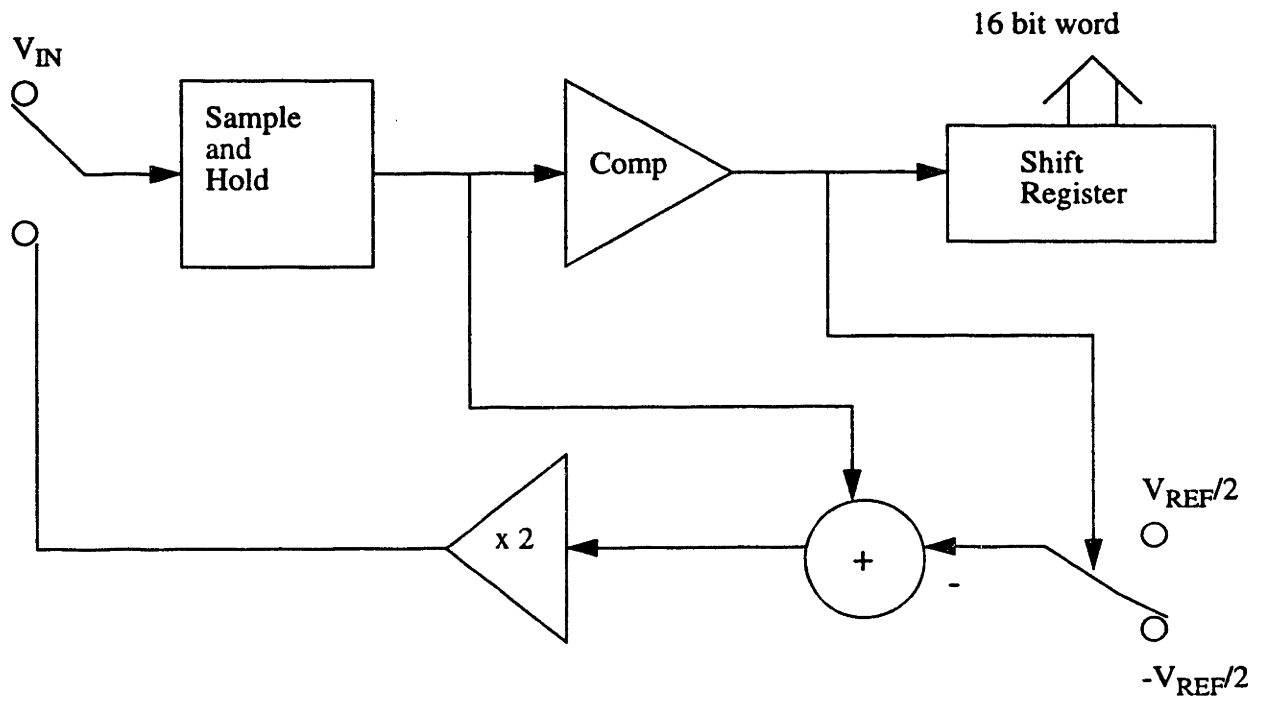 16 bit word
V_IN
Sample
and
Hold
Comp
Shift
Register
V_REF/2
x 2
+
-
-V_REF/2